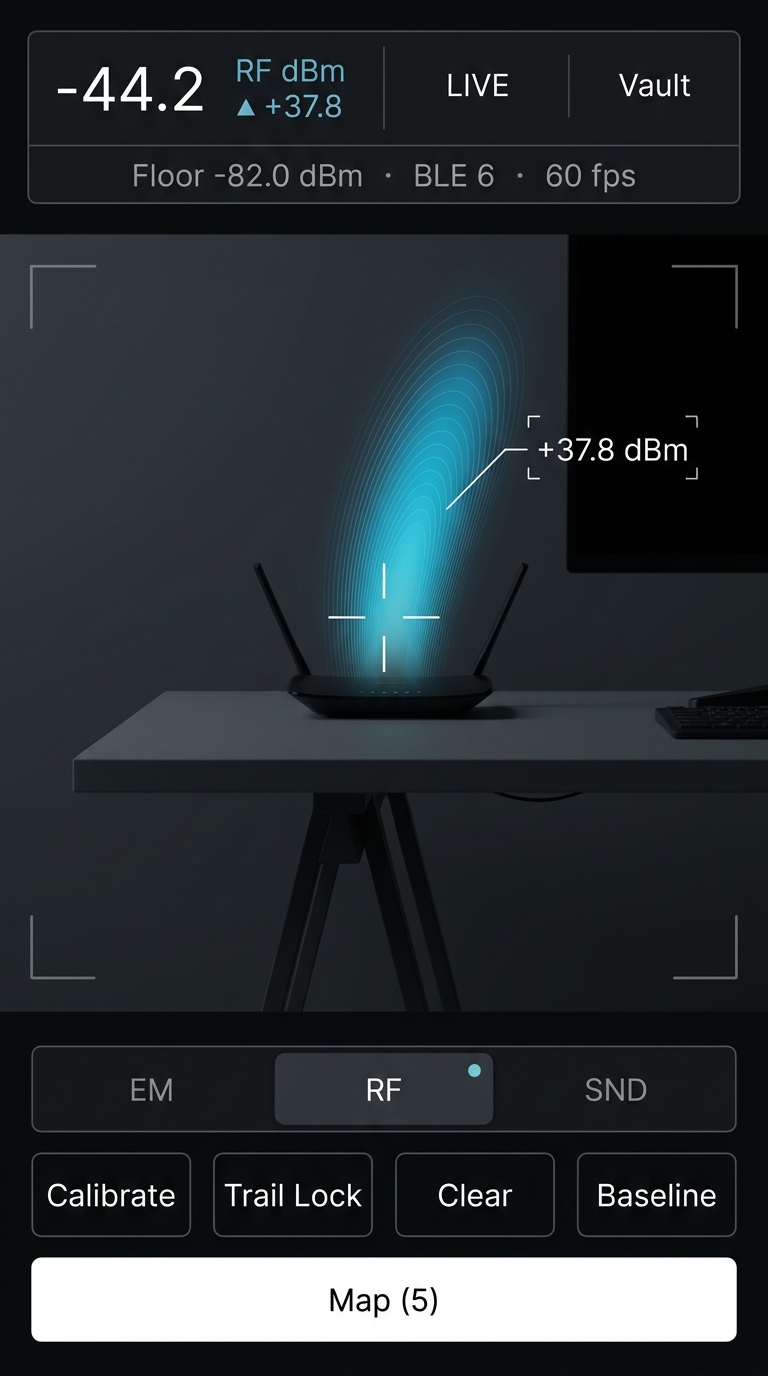 -44.2
RF dBm
▲ +37.8
LIVE
Vault
Floor -82.0 dBm · BLE 6 · 60 fps
+37.8 dBm
EM
RF
SND
Calibrate
Trail Lock
Clear
Baseline
Map (5)